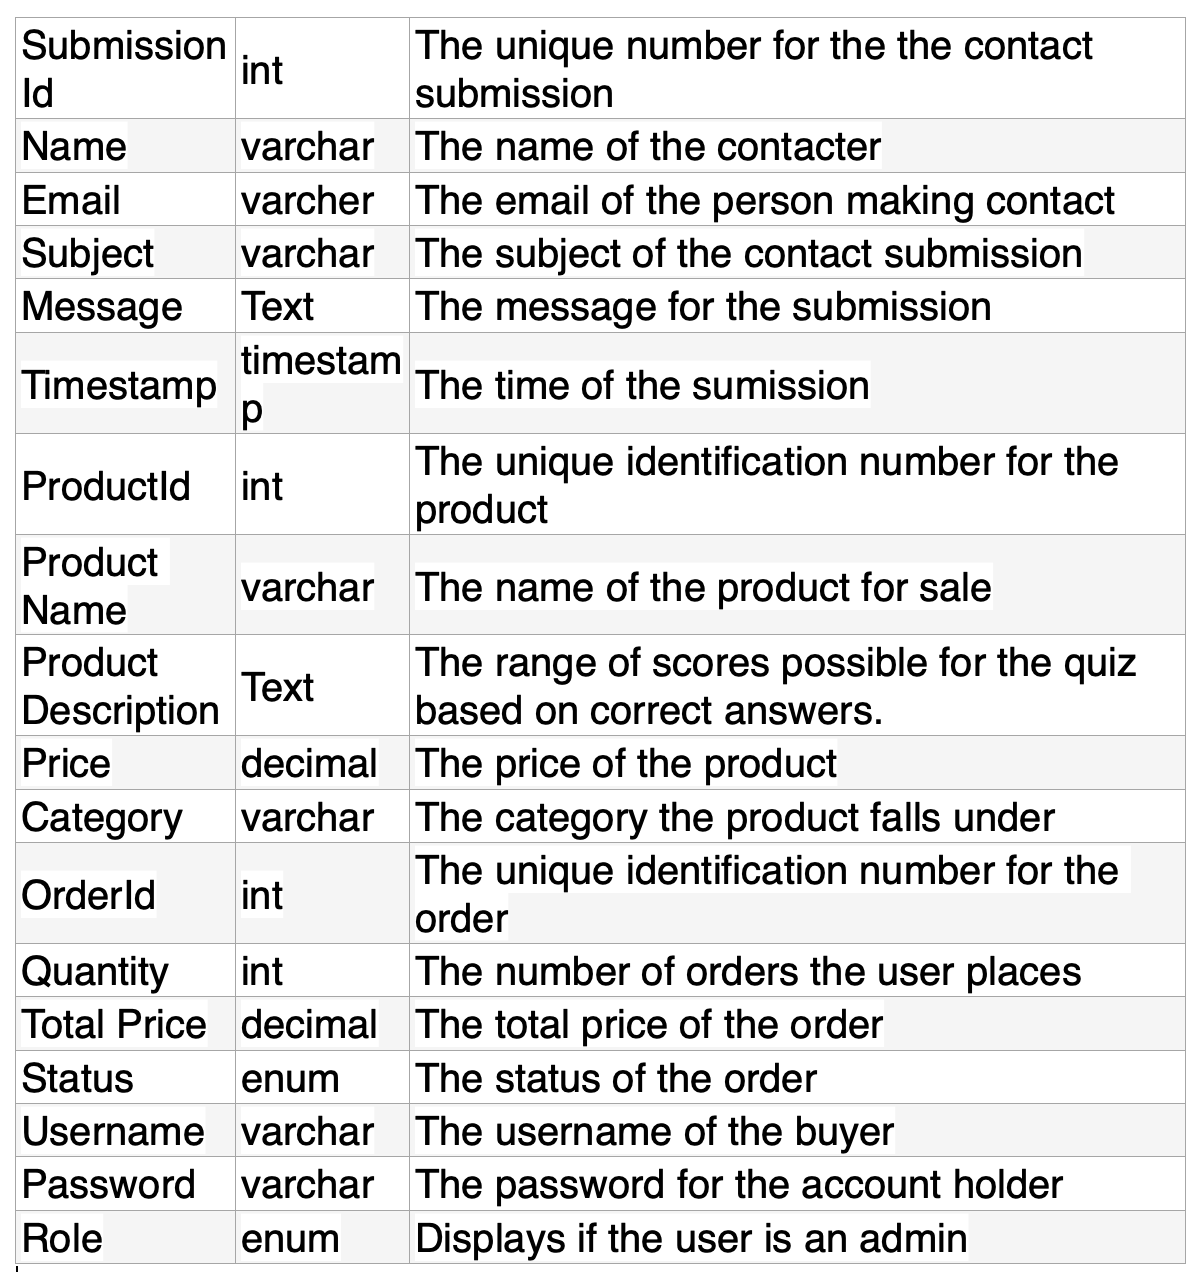 Submission
Id
int
The unique number for the the contact
submission
Name
varchar
The name of the contacter
Email
varcher
The email of the person making contact
Subject
varchar
The subject of the contact submission
Message
Text
The message for the submission
Timestamp
timestam
p
The time of the sumission
ProductId
int
The unique identification number for the
product
Product
Name
varchar
The name of the product for sale
Product
Description
Text
The range of scores possible for the quiz
based on correct answers.
Price
decimal
The price of the product
Category
varchar
The category the product falls under
OrderId
int
The unique identification number for the
order
Quantity
int
The number of orders the user places
Total Price
decimal
The total price of the order
Status
enum
The status of the order
Username
varchar
The username of the buyer
Password
varchar
The password for the account holder
Role
enum
Displays if the user is an admin